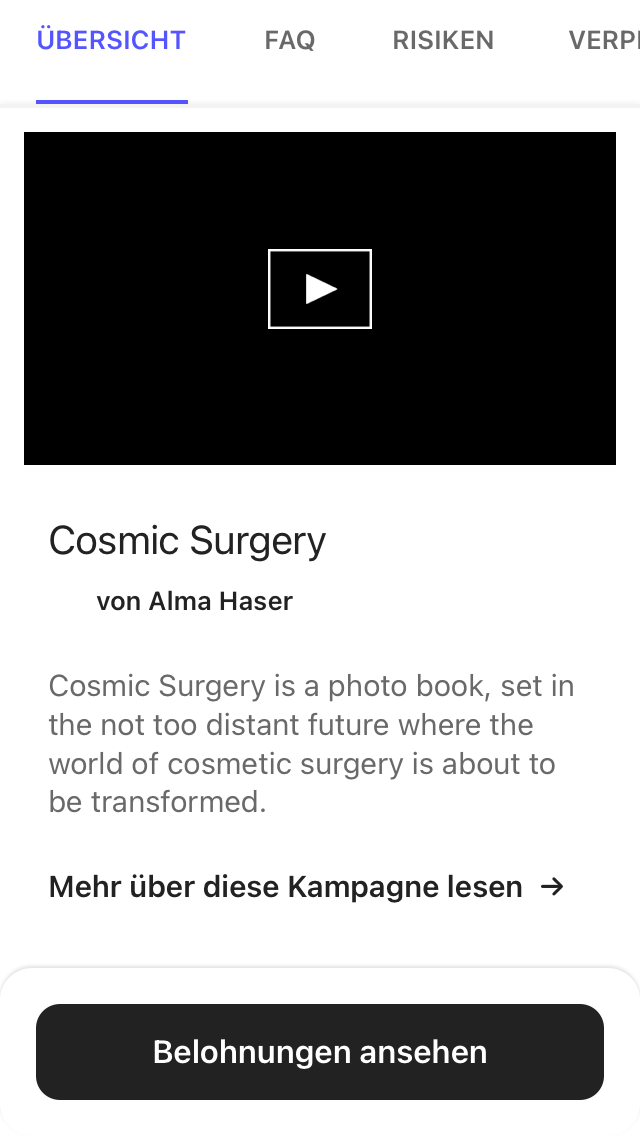 ÜBERSICHT FAQ RISIKEN
Cosmic Surgery
von Alma Haser
Cosmic Surgery is a photo book, set in
the not too distant future where the
world of cosmetic surgery is about to
be transformed.
Mehr über diese Kampagne lesen →
Belohnungen ansehen